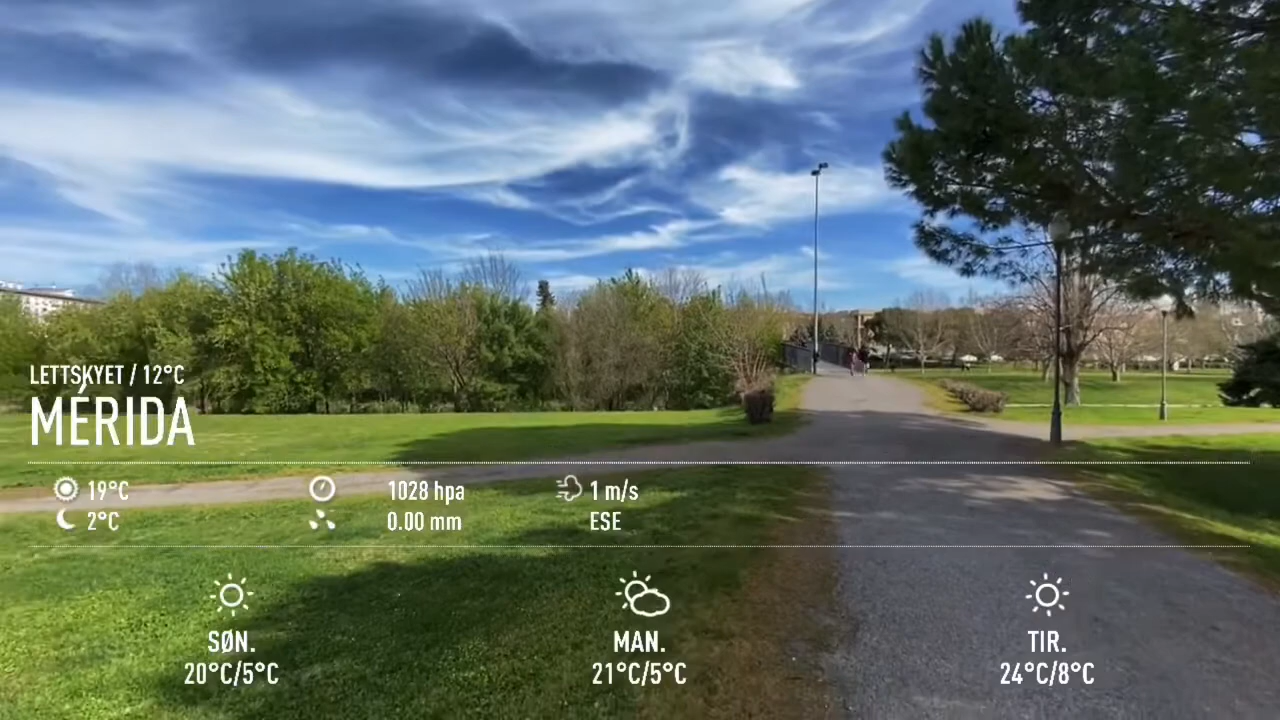 LETTSKYET / 12°C
MÉRIDA
19°C
2°C
1028 hpa
0.00 mm
1 m/s
ESE
SØN.
20°C/5°C
MAN.
21°C/5°C
TIR.
24°C/8°C